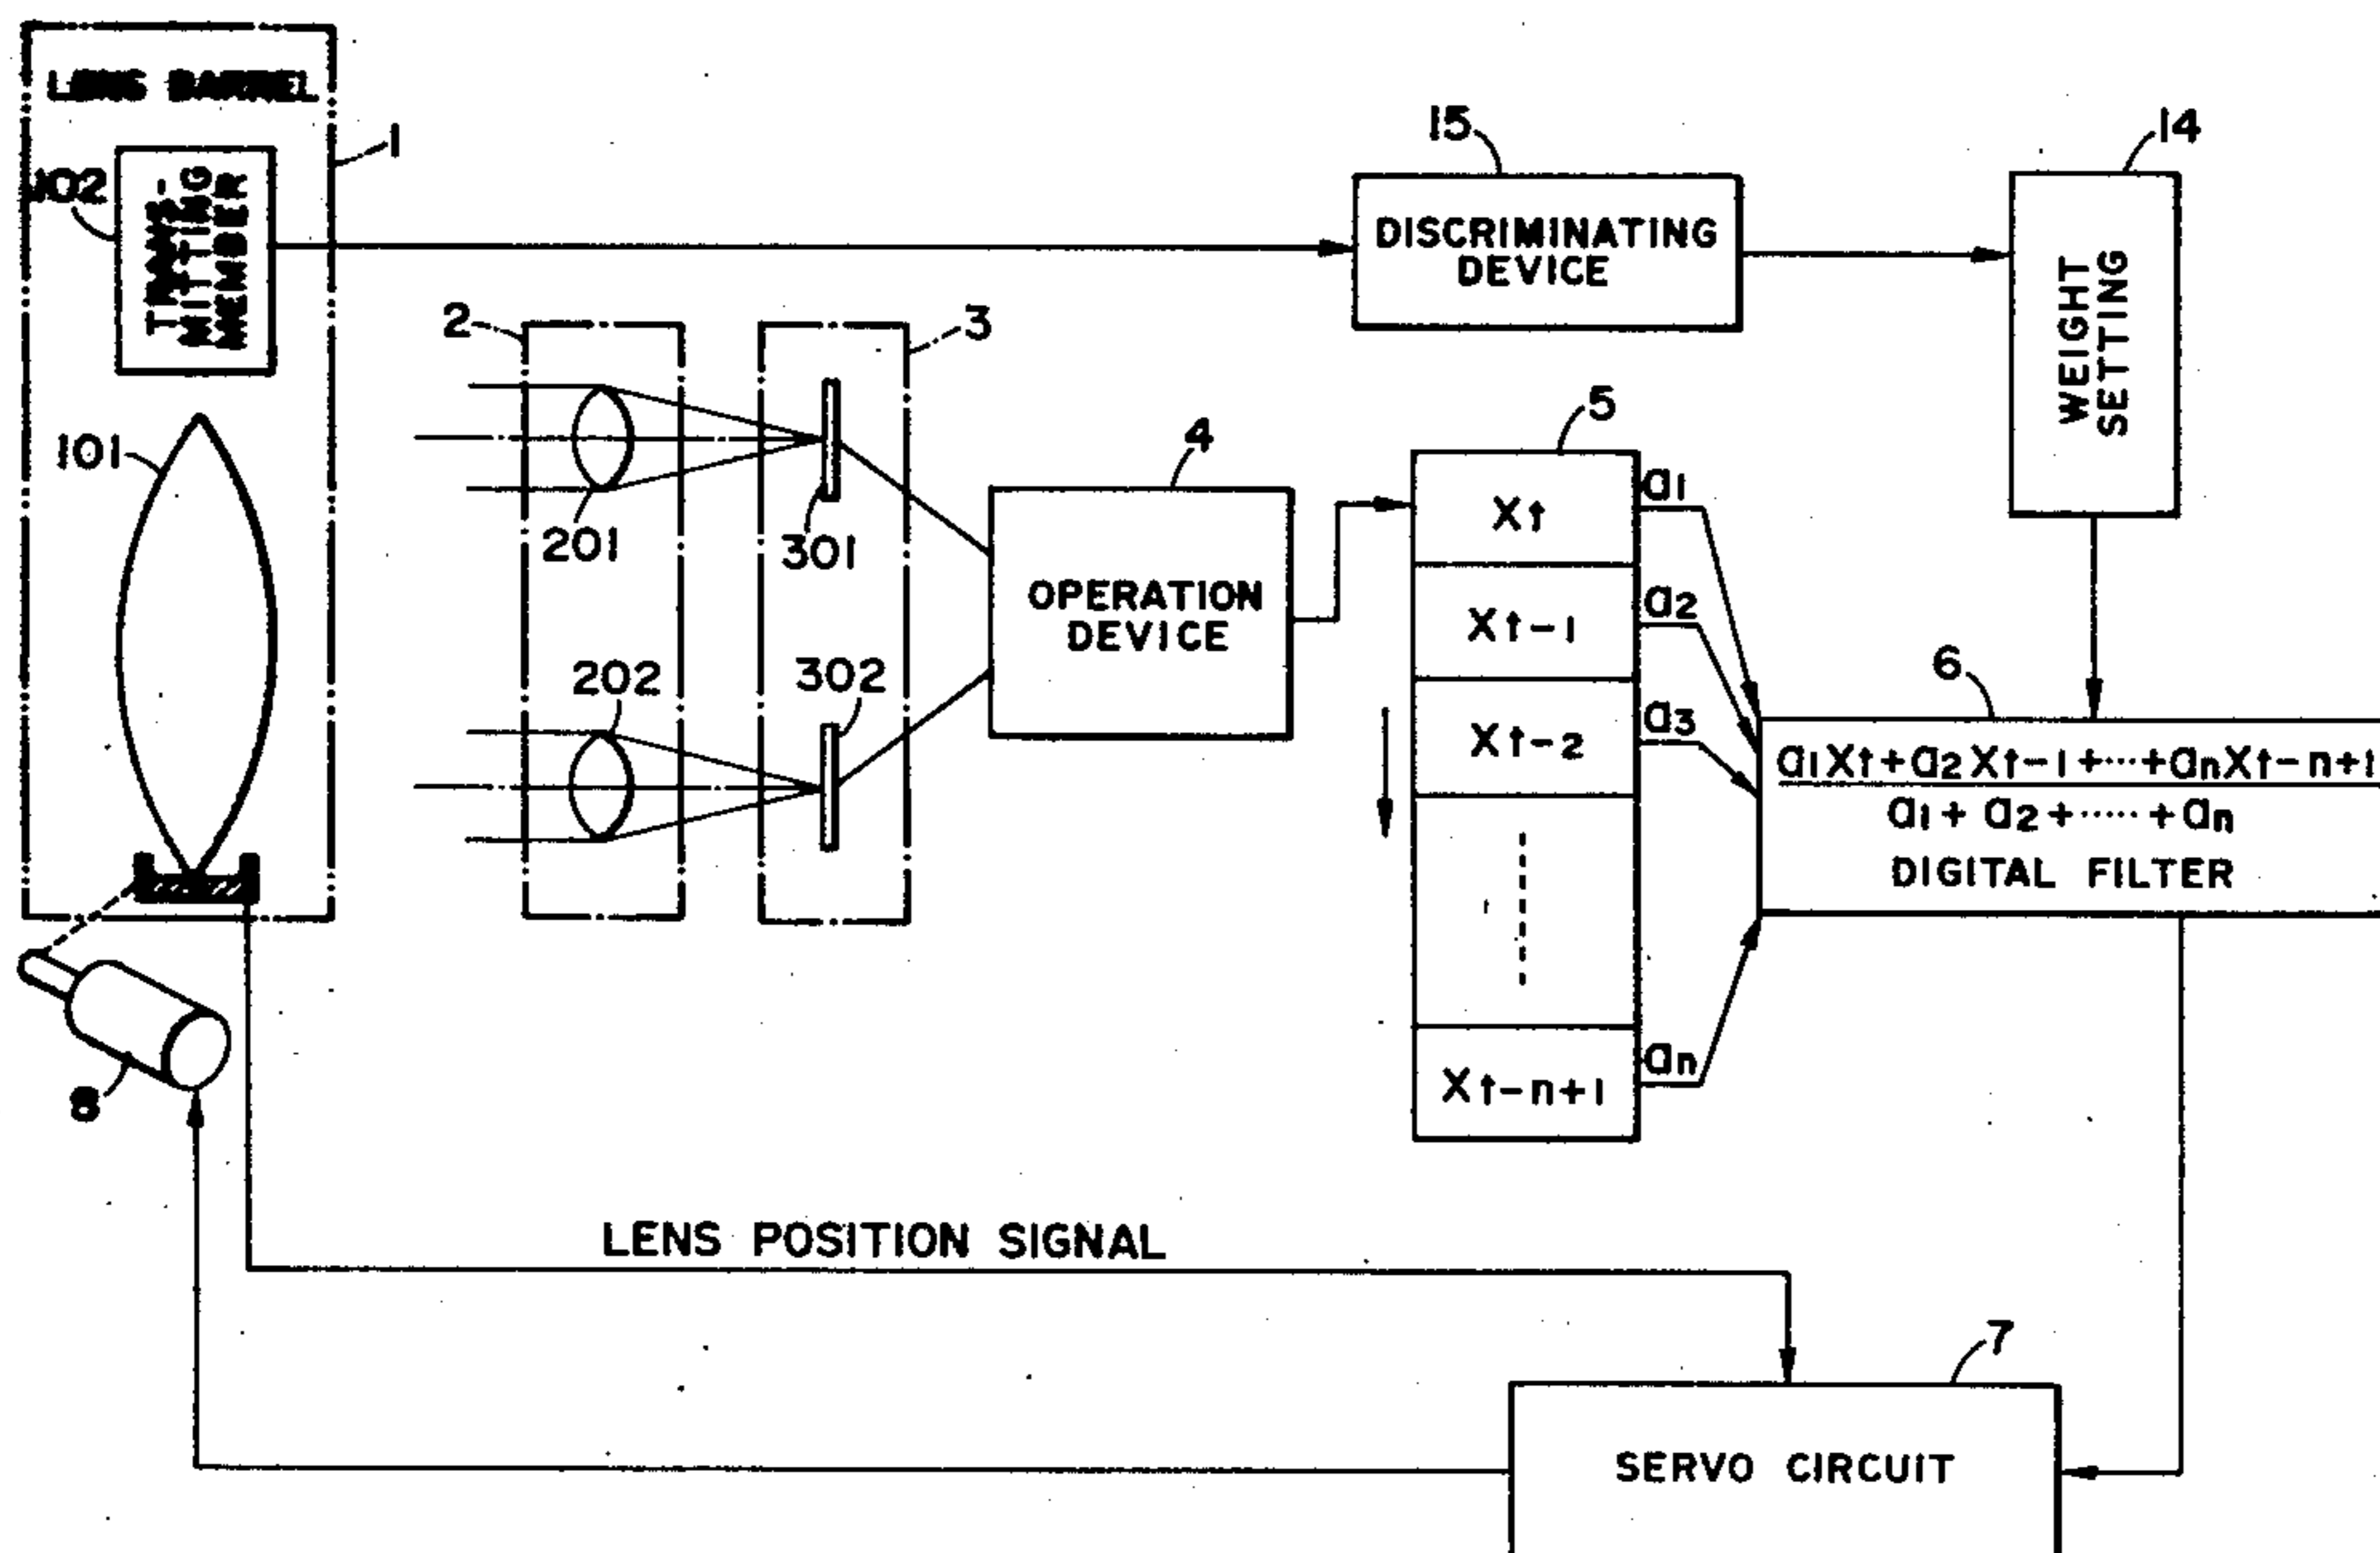 LENS BARREL
1
102
TRANS-
MITTING
MEMBER
101
2
201
202
3
301
302
4
OPERATION
DEVICE
15
DISCRIMINATING
DEVICE
14
WEIGHT
SETTING
5
Xt
a1
Xt-1
a2
Xt-2
a3
Xt-n+1
an
6
a1Xt+a2Xt-1+···+anXt-n+1
a1+a2+·····+an
DIGITAL FILTER
8
LENS POSITION SIGNAL
7
SERVO CIRCUIT